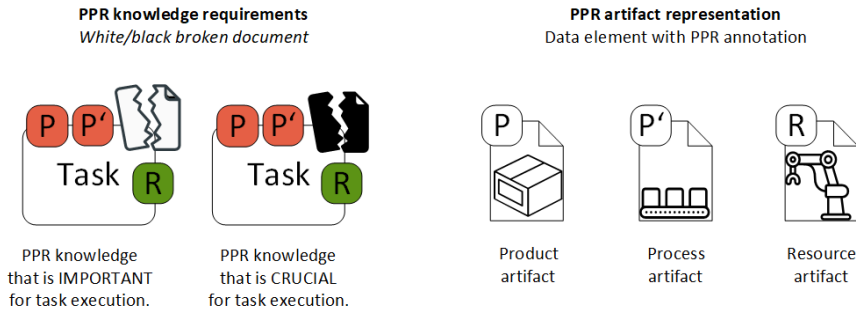 PPR knowledge requirements
White/black broken document
P P‘
Task
R
PPR knowledge
that is IMPORTANT
for task execution.
P P‘
Task
R
PPR knowledge
that is CRUCIAL
for task execution.
PPR artifact representation
Data element with PPR annotation
P
Product
artifact
P‘
Process
artifact
R
Resource
artifact